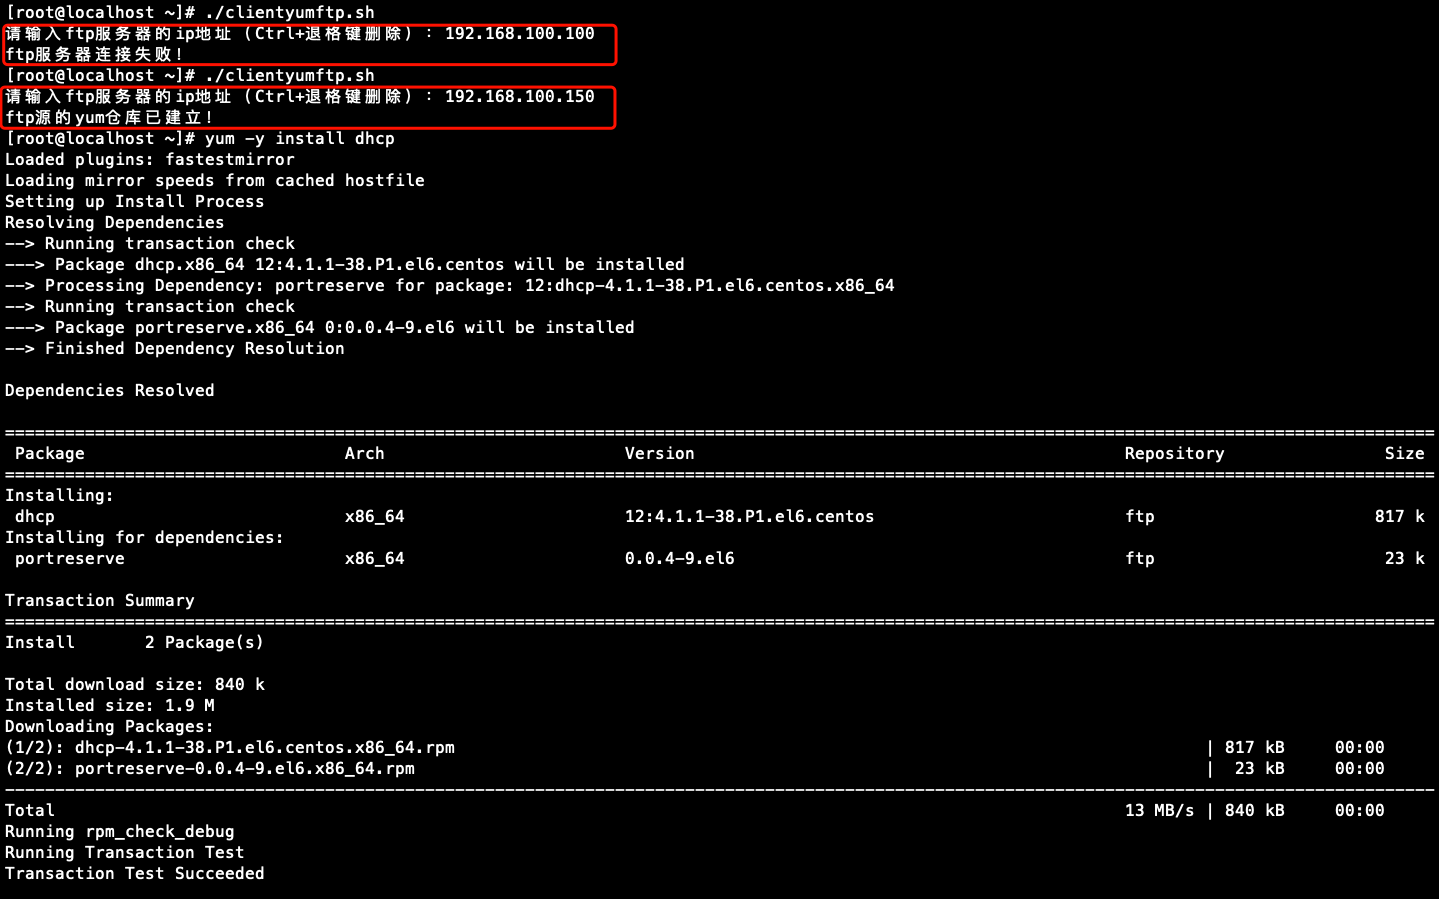 [root@localhost ~]# ./clientyumftp.sh
请输入ftp服务器的ip地址（Ctrl+退格键删除）：192.168.100.100
ftp服务器连接失败！
[root@localhost ~]# ./clientyumftp.sh
请输入ftp服务器的ip地址（Ctrl+退格键删除）：192.168.100.150
ftp源的yum仓库已建立！
[root@localhost ~]# yum -y install dhcp
Loaded plugins: fastestmirror
Loading mirror speeds from cached hostfile
Setting up Install Process
Resolving Dependencies
--> Running transaction check
---> Package dhcp.x86_64 12:4.1.1-38.P1.el6.centos will be installed
--> Processing Dependency: portreserve for package: 12:dhcp-4.1.1-38.P1.el6.centos.x86_64
--> Running transaction check
---> Package portreserve.x86_64 0:0.0.4-9.el6 will be installed
--> Finished Dependency Resolution
Dependencies Resolved
================================================================================
Package Arch Version Repository Size
================================================================================
Installing:
dhcp x86_64 12:4.1.1-38.P1.el6.centos ftp 817 k
Installing for dependencies:
portreserve x86_64 0.0.4-9.el6 ftp 23 k
Transaction Summary
================================================================================
Install 2 Package(s)
Total download size: 840 k
Installed size: 1.9 M
Downloading Packages:
(1/2): dhcp-4.1.1-38.P1.el6.centos.x86_64.rpm | 817 kB 00:00
(2/2): portreserve-0.0.4-9.el6.x86_64.rpm | 23 kB 00:00
--------------------------------------------------------------------------------
Total 13 MB/s | 840 kB 00:00
Running rpm_check_debug
Running Transaction Test
Transaction Test Succeeded